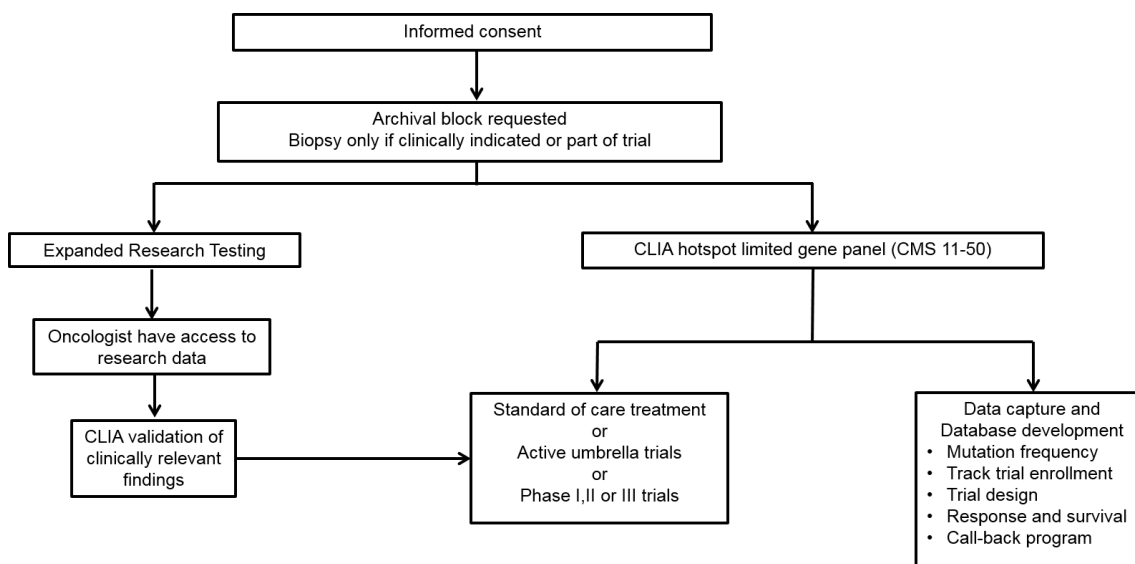 Informed consent
Archival block requested
Biopsy only if clinically indicated or part of trial
Expanded Research Testing
CLIA hotspot limited gene panel (CMS 11-50)
Oncologist have access to
research data
CLIA validation of
clinically relevant
findings
Standard of care treatment
or
Active umbrella trials
or
Phase I,II or III trials
Data capture and
Database development
• Mutation frequency
• Track trial enrollment
• Trial design
• Response and survival
• Call-back program